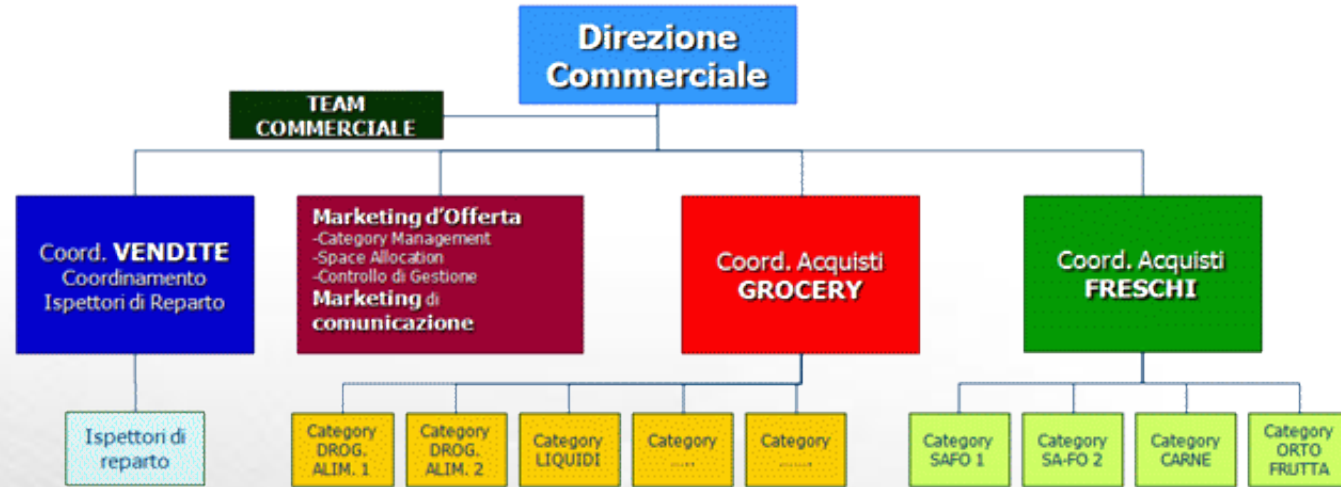 Direzione
Commerciale
TEAM
COMMERCIALE
Coord. VENDITE
Coordinamento
Ispettori di Reparto
Marketing d'Offerta
-Category Management
-Space Allocation
-Controllo di Gestione
Marketing di
comunicazione
Coord. Acquisti
GROCERY
Coord. Acquisti
FRESCHI
Ispettori di
reparto
Category
DROG.
ALIM. 1
Category
DROG.
ALIM. 2
Category
LIQUIDI
Category
.....
Category
.......
Category
SAFO 1
Category
SA-FO 2
Category
CARNE
Category
ORTO
FRUTTA